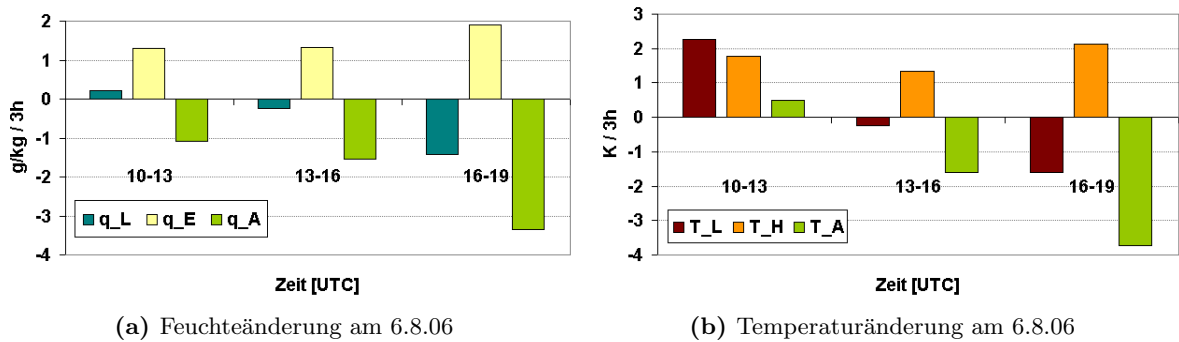 2
1
0
-1
-2
-3
-4
g/kg / 3h
10-13 13-16 16-19
q_L q_E q_A
Zeit [UTC]
(a) Feuchteänderung am 6.8.06
3
2
1
0
-1
-2
-3
-4
K / 3h
10-13 13-16 16-19
T_L T_H T_A
Zeit [UTC]
(b) Temperaturänderung am 6.8.06